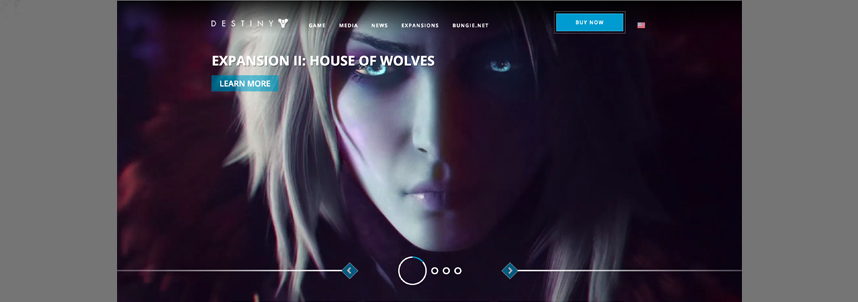 DESTINY
GAME MEDIA NEWS EXPANSIONS BUNGIE.NET
BUY NOW
EXPANSION II: HOUSE OF WOLVES
LEARN MORE